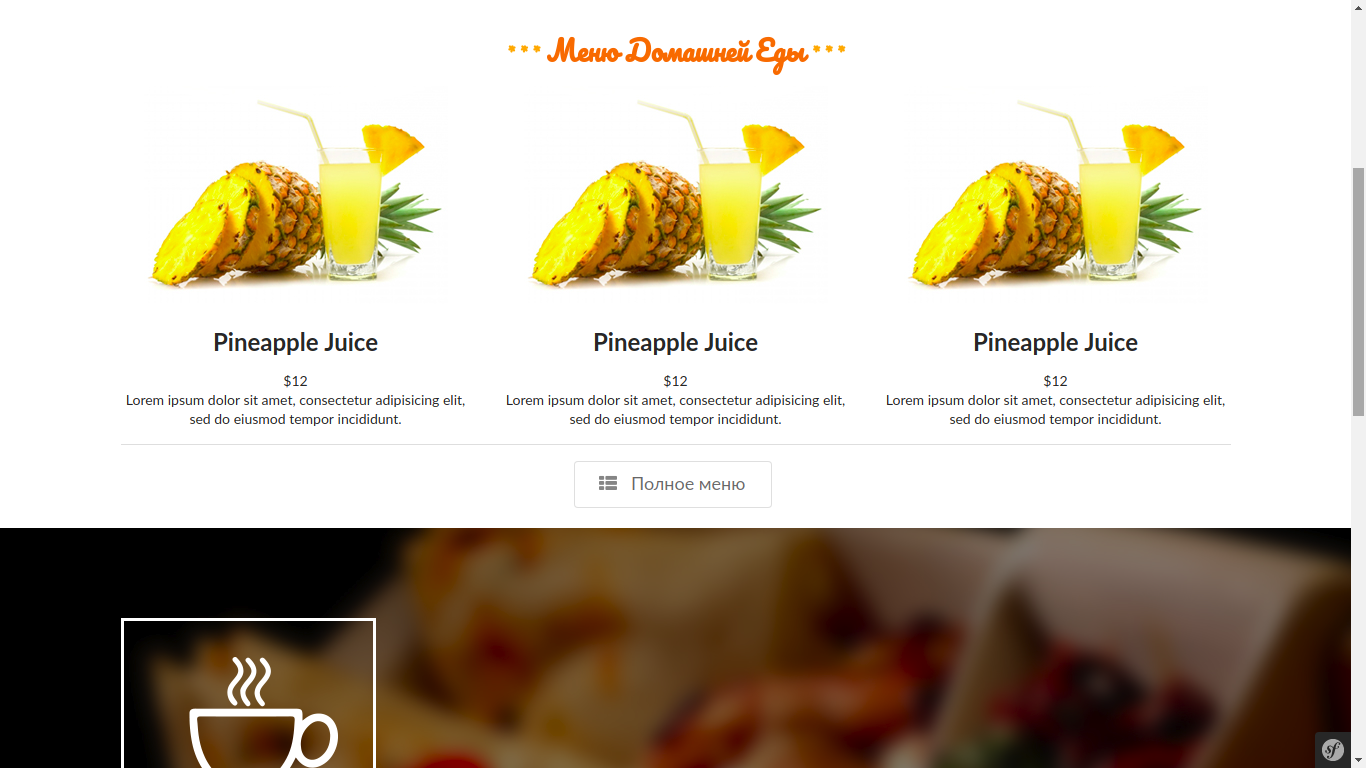 *** Меню Домашней Еды ***
Pineapple Juice
$12
Lorem ipsum dolor sit amet, consectetur adipisicing elit,
sed do eiusmod tempor incididunt.
Pineapple Juice
$12
Lorem ipsum dolor sit amet, consectetur adipisicing elit,
sed do eiusmod tempor incididunt.
Pineapple Juice
$12
Lorem ipsum dolor sit amet, consectetur adipisicing elit,
sed do eiusmod tempor incididunt.
Полное меню
sf